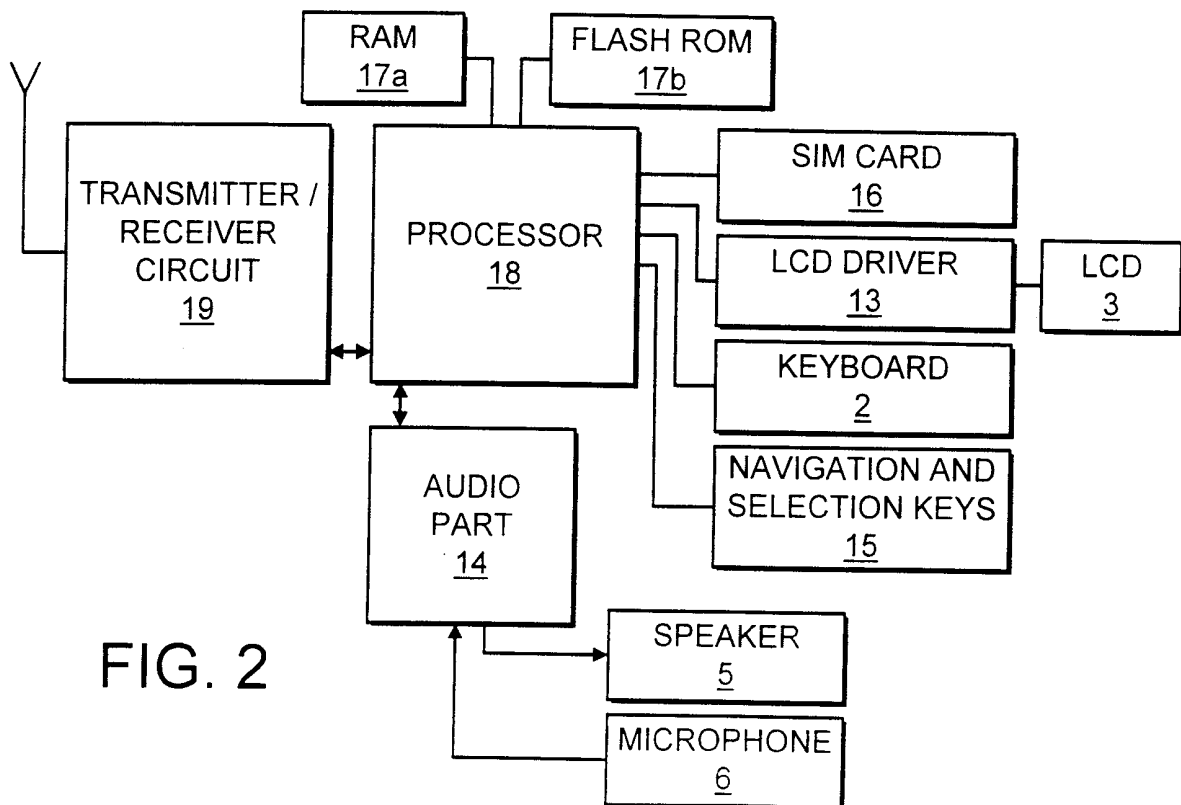 RAM
17a
FLASH ROM
17b
TRANSMITTER /
RECEIVER
CIRCUIT
19
PROCESSOR
18
SIM CARD
16
LCD DRIVER
13
LCD
3
KEYBOARD
2
NAVIGATION AND
SELECTION KEYS
15
AUDIO
PART
14
SPEAKER
5
MICROPHONE
6
FIG. 2